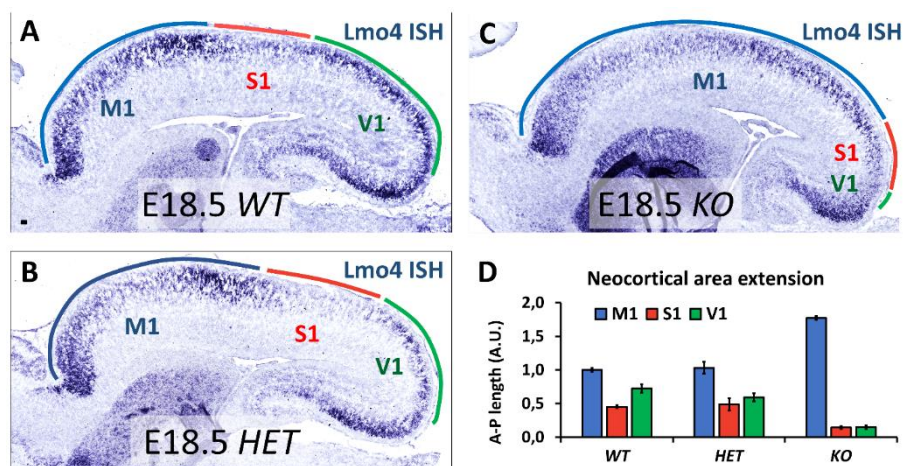 A
Lmo4 ISH
S1
M1
V1
E18.5 WT
B
Lmo4 ISH
M1
S1
V1
E18.5 HET
C
Lmo4 ISH
M1
S1
V1
E18.5 KO
D
Neocortical area extension
M1 S1 V1
A-P length (A.U.)
2,0
1,5
1,0
0,5
0,0
WT HET KO